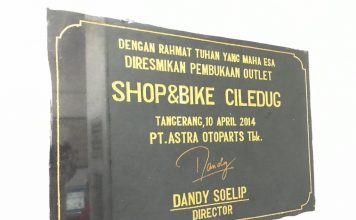 DENGAN RAHMAT TUHAN YANG MAHA ESA
DIRESMIKAN PEMBUKAAN OUTLET
SHOP&BIKE CILEDUG
TANGERANG,10 APRIL 2014
PT.ASTRA OTOPARTS Tbk.
Dandy
DANDY SOELIP
DIRECTOR